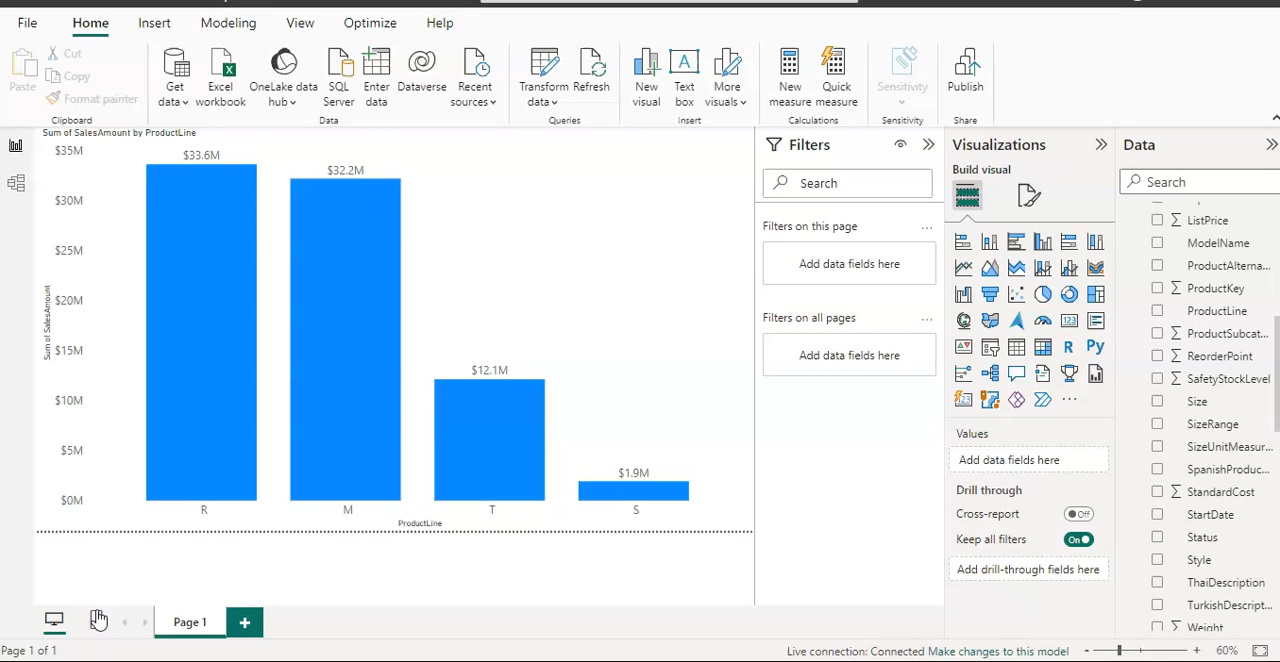 File Home Insert Modeling View Optimize Help
Paste
Cut
Copy
Format painter
Clipboard
Get data
Excel workbook
OneLake data hub
SQL Server
Enter data
Dataverse
Recent sources
Data
Transform data
Refresh
Queries
New visual
Text box
More visuals
Insert
New measure
Quick measure
Calculations
Sensitivity
Sensitivity
Publish
Share
Sum of SalesAmount by ProductLine
$35M
$30M
$25M
$20M
$15M
$10M
$5M
$0M
Sum of SalesAmount
$33.6M
$32.2M
$12.1M
$1.9M
R M T S
ProductLine
Filters
Search
Filters on this page ...
Add data fields here
Filters on all pages ...
Add data fields here
Visualizations
Build visual
123
R Py
123
...
Values
Add data fields here
Drill through
Cross-report Off
Keep all filters On
Add drill-through fields here
Data
Search
Σ ListPrice
ModelName
ProductAlterna...
Σ ProductKey
ProductLine
Σ ProductSubcat...
Σ ReorderPoint
Σ SafetyStockLevel
Size
SizeRange
SizeUnitMeasur...
SpanishProduc...
Σ StandardCost
StartDate
Status
Style
ThaiDescription
TurkishDescript...
Σ Weight
Page 1 +
Page 1 of 1
Live connection: Connected Make changes to this model
- + 60%